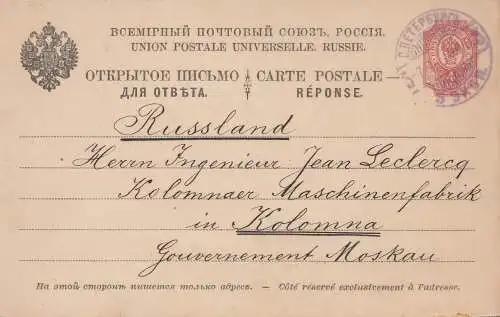 ВСЕМІРНЫЙ ПОЧТОВЫЙ СОЮЗЪ. РОССІЯ.
UNION POSTALE UNIVERSELLE. RUSSIE.
ОТКРЫТОЕ ПИСЬМО CARTE POSTALE
ДЛЯ ОТВѢТА. RÉPONSE.
С.ПЕТЕРБУРГЪ
Russland
Herrn Ingenieur Jean Leclercq
Kolomnaer Maschinenfabrik
in Kolomna
Gouvernement Moskau
На этой сторонѣ пишется только адресъ. — Côté réservé exclusivement à l'adresse.